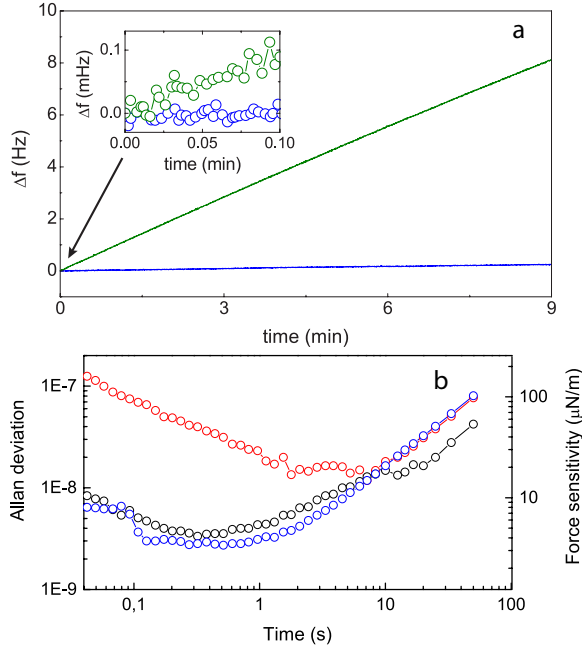 a
10
8
6
4
2
0
Δf (Hz)
0
3
6
9
time (min)
0.1
0.0
Δf (mHz)
0.00
0.05
0.10
time (min)
b
1E-7
1E-8
1E-9
Allan deviation
100
10
Force sensitivity (μN/m)
0,1
1
10
100
Time (s)